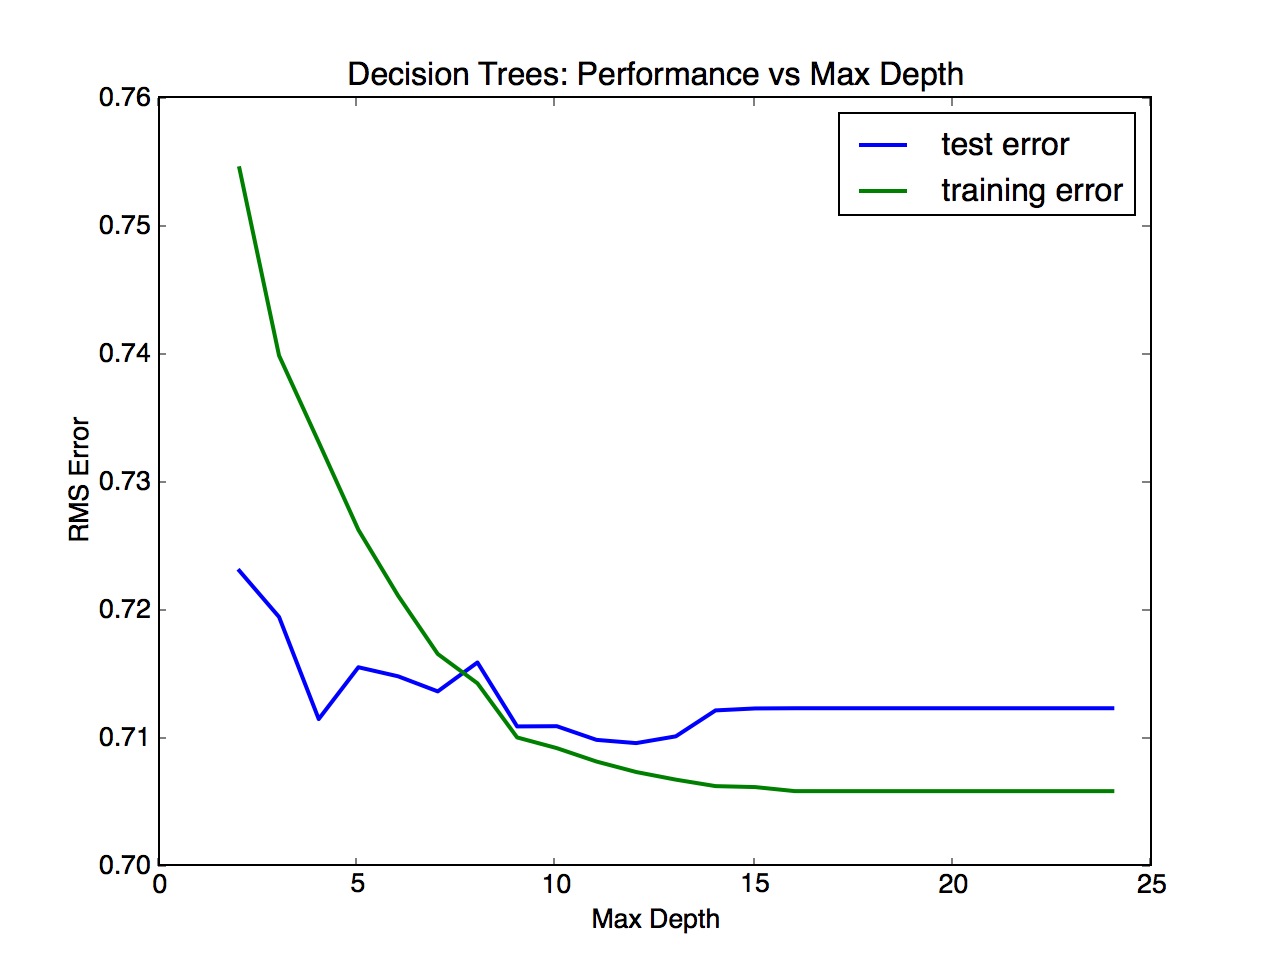 Decision Trees: Performance vs Max Depth
0.76
0.75
0.74
0.73
0.72
0.71
0.70
RMS Error
test error
training error
0 5 10 15 20 25
Max Depth